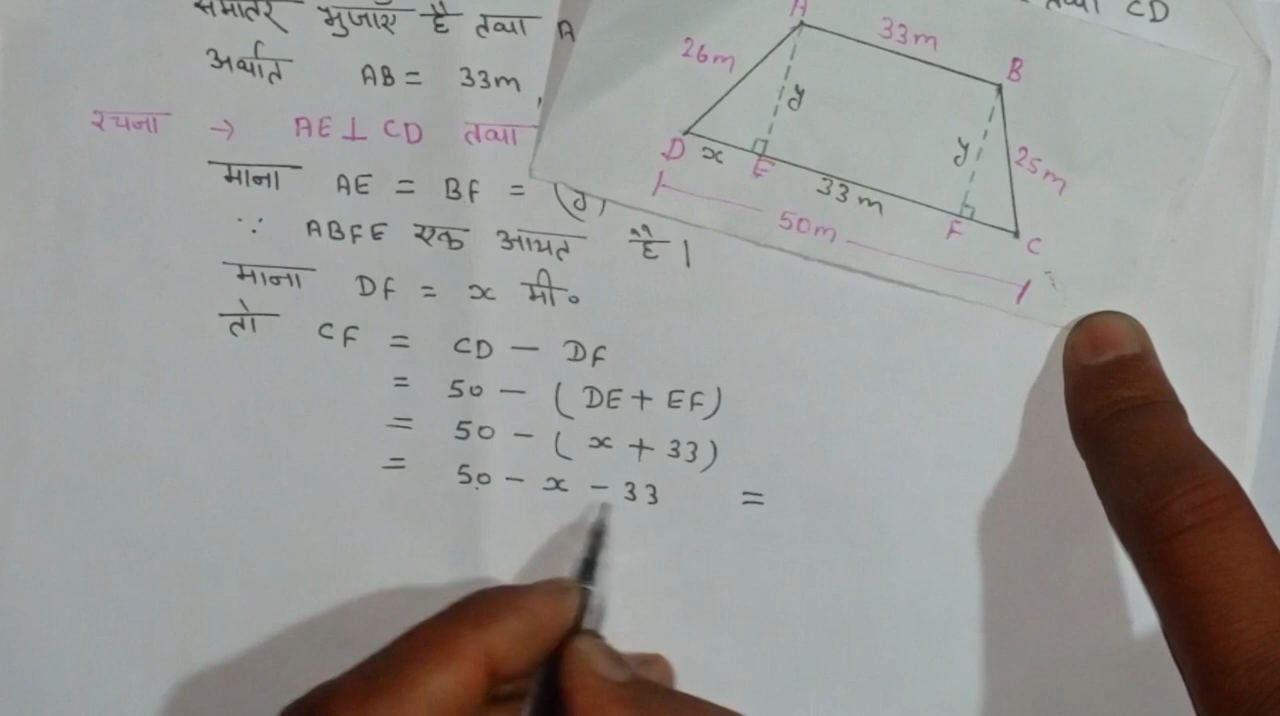 समांतर भुजाएँ है तथा A
अर्थात AB = 33m,
रचना → AE ⊥ CD तथा
माना AE = BF = (y)
∵ ABFE एक आयत है।
माना DF = x मी॰
तो CF = CD - DF
= 50 - (DE + EF)
= 50 - (x + 33)
= 50 - x - 33 =
तथा CD
A
33m
B
26m
y
y
25m
D
x
E
33m
F
C
50m